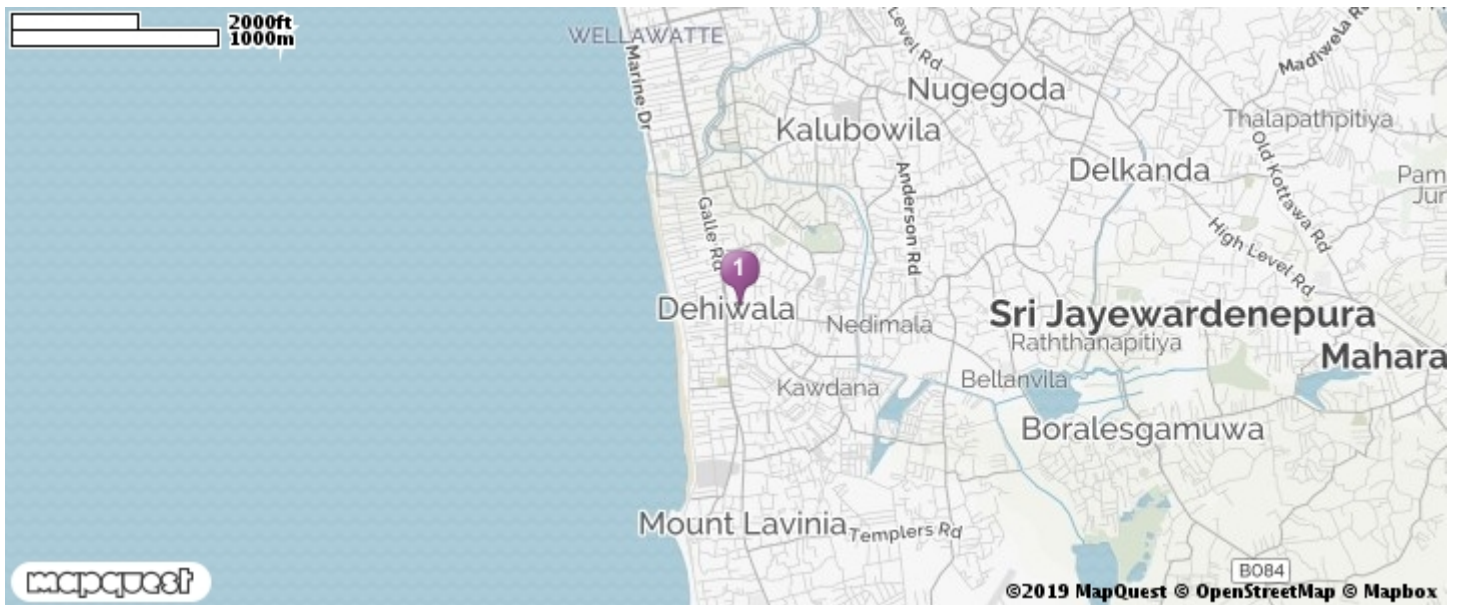 2000ft
1000m
WELLAWATTE
Marine Dr
Level Rd
Madiwela Rd
Nugegoda
Kalubowila
Thalapathpitiya
Old Kottawa Rd
Delkanda
Pam
Jur
Anderson Rd
Galle Rd
High Level Rd
1
Dehiwala
Nedimala
Sri Jayewardenepura
Raththanapitiya
Mahara
Kawdana
Bellanvila
Boralesgamuwa
Mount Lavinia
Templers Rd
B084
mapquest
©2019 MapQuest © OpenStreetMap © Mapbox